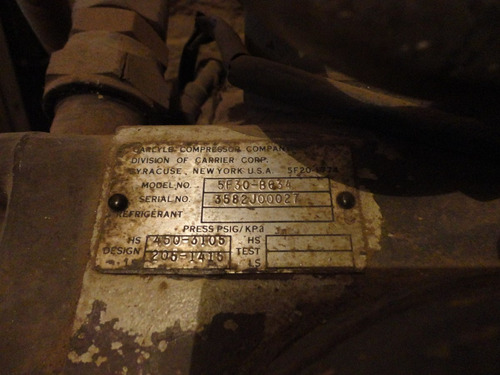 CARLYLE COMPRESSOR COMPANY
DIVISION OF CARRIER CORP.
SYRACUSE, NEW YORK U.S.A. 5F20-
MODEL NO. 5F30-B634
SERIAL NO. 3582J00027
REFRIGERANT
PRESS PSIG/KPa
HS 450-3105 HS
DESIGN TEST
LS 205-1415 LS